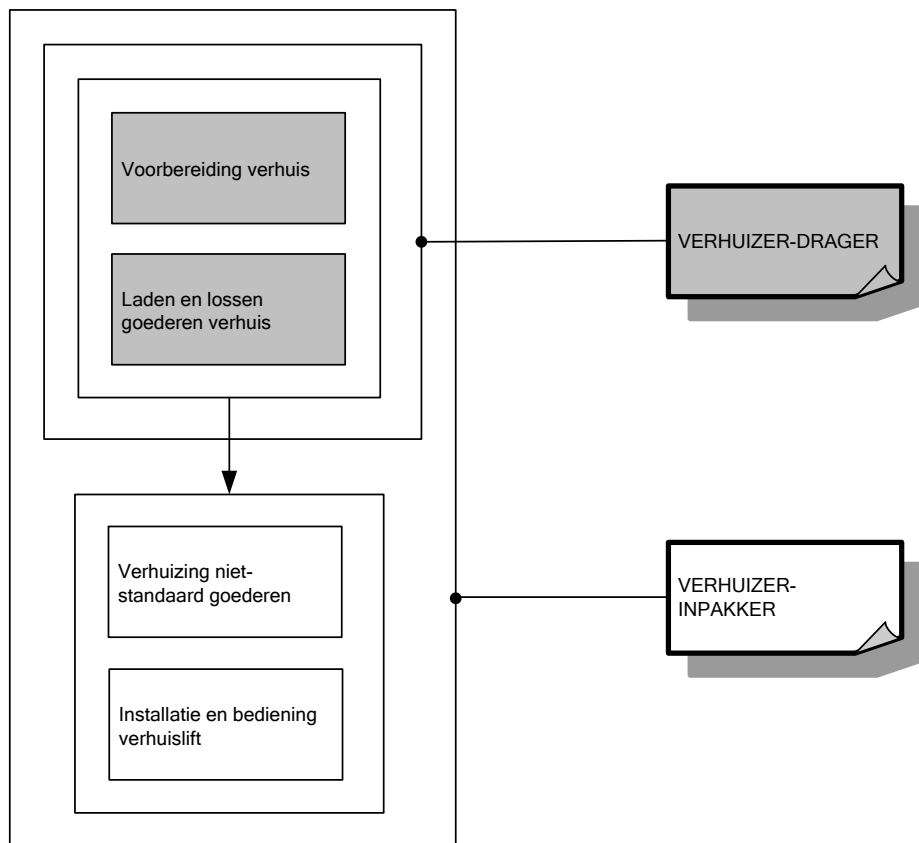 Voorbereiding verhuis
Laden en lossen
goederen verhuis
VERHUIZER-DRAGER
Verhuizing niet-
standaard goederen
Installatie en bediening
verhuislift
VERHUIZER-
INPAKKER